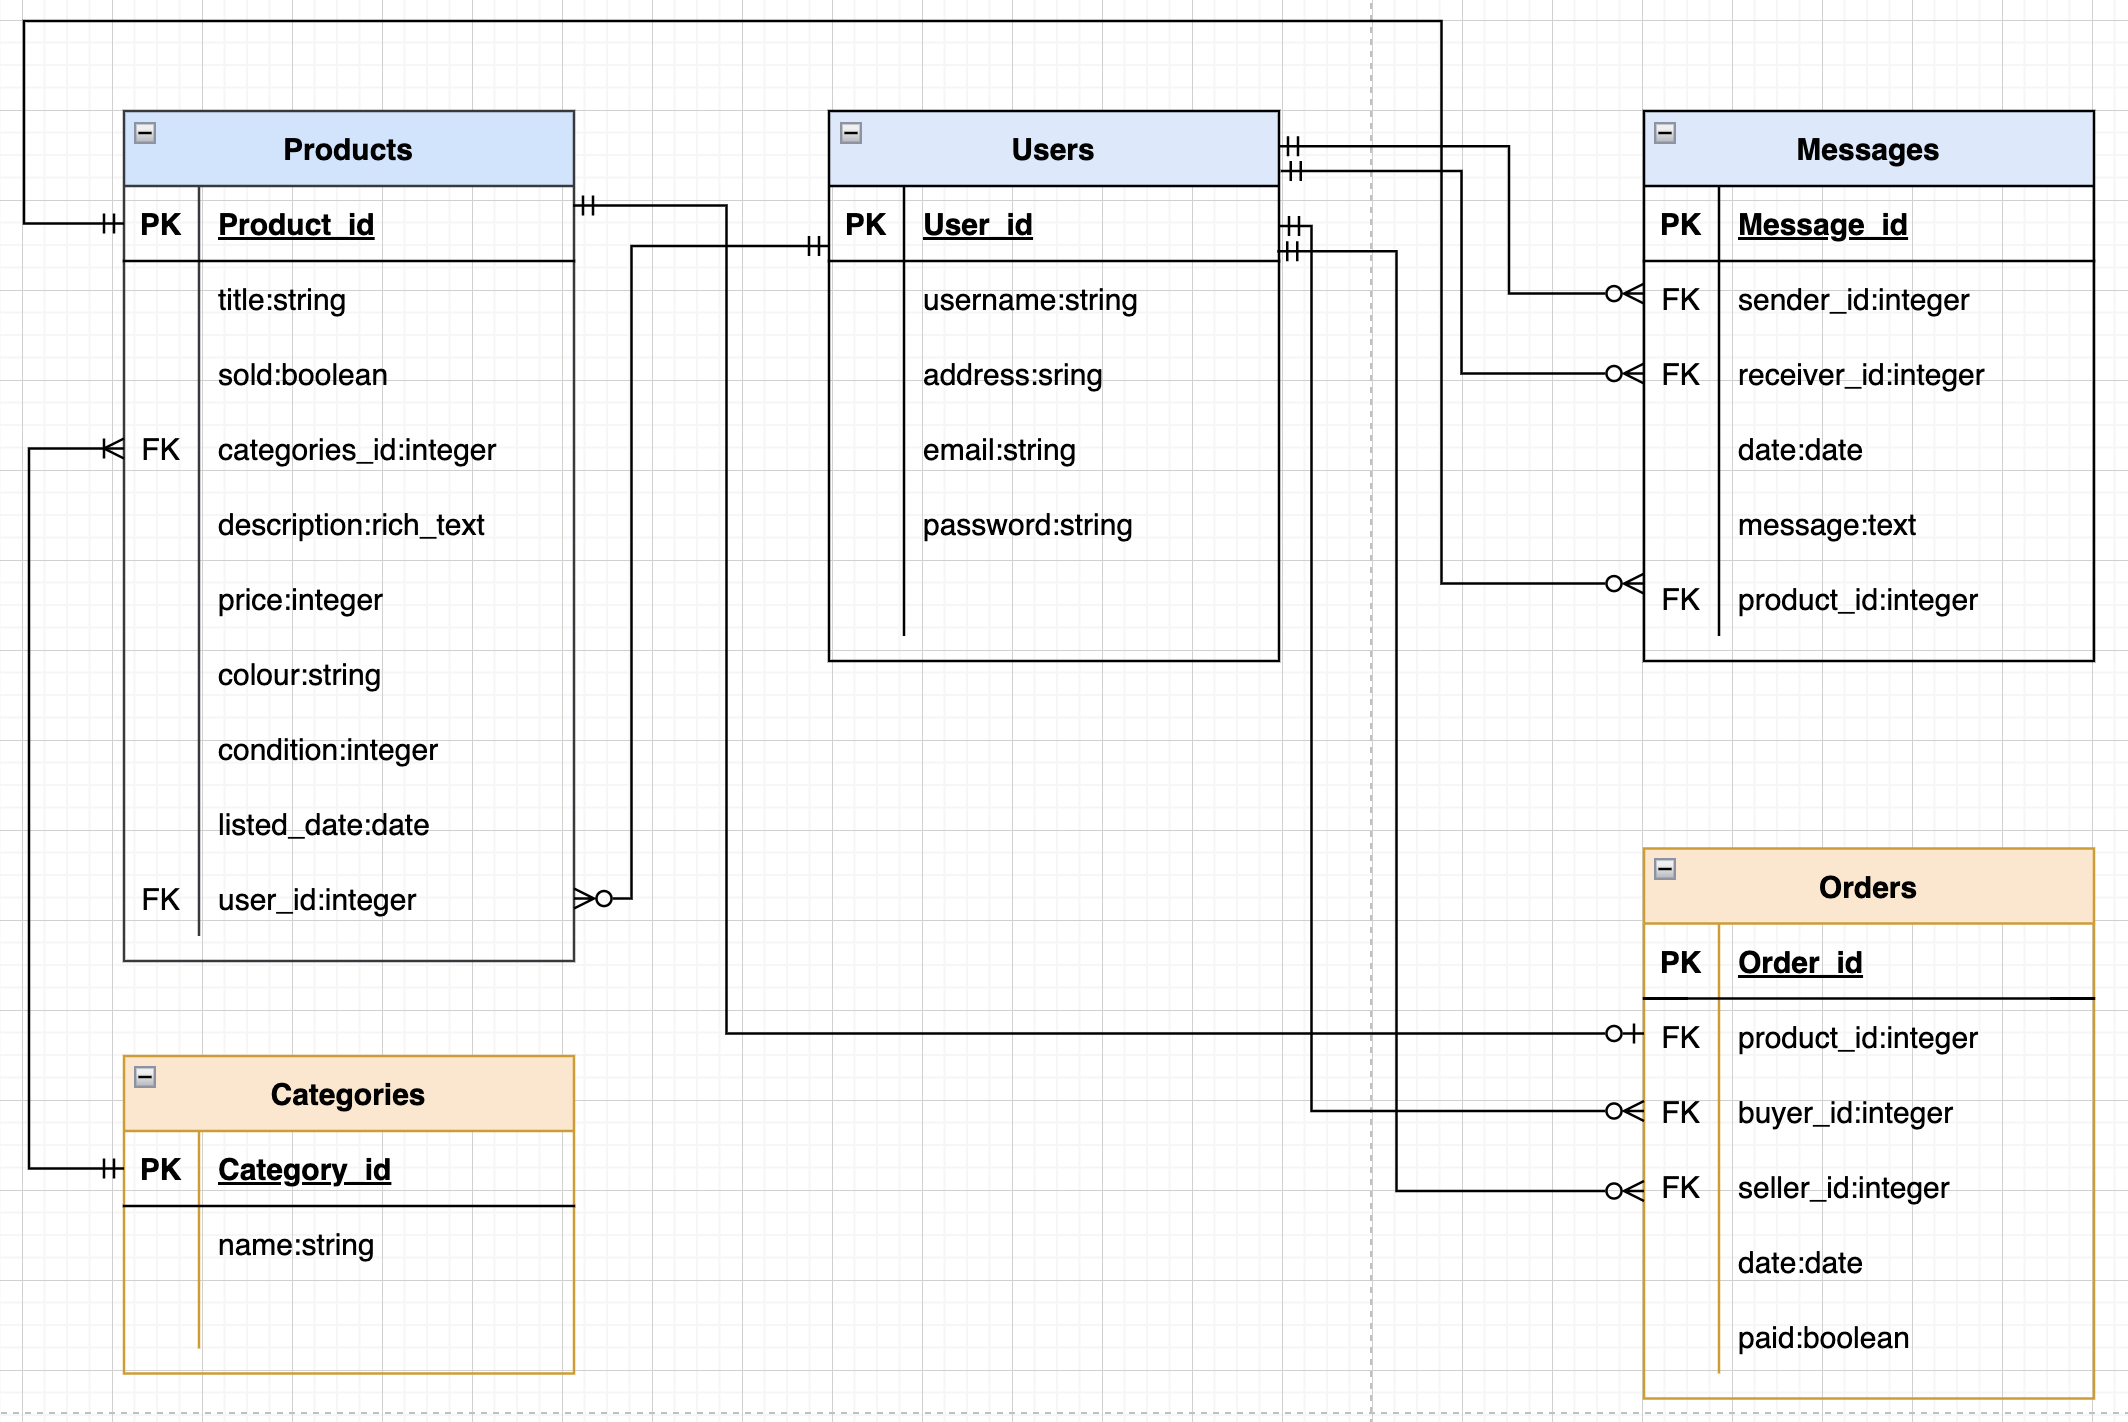 Products
PK Product_id
title:string
sold:boolean
FK categories_id:integer
description:rich_text
price:integer
colour:string
condition:integer
listed_date:date
FK user_id:integer
Users
PK User_id
username:string
address:sring
email:string
password:string
Messages
PK Message_id
FK sender_id:integer
FK receiver_id:integer
date:date
message:text
FK product_id:integer
Categories
PK Category_id
name:string
Orders
PK Order_id
FK product_id:integer
FK buyer_id:integer
FK seller_id:integer
date:date
paid:boolean